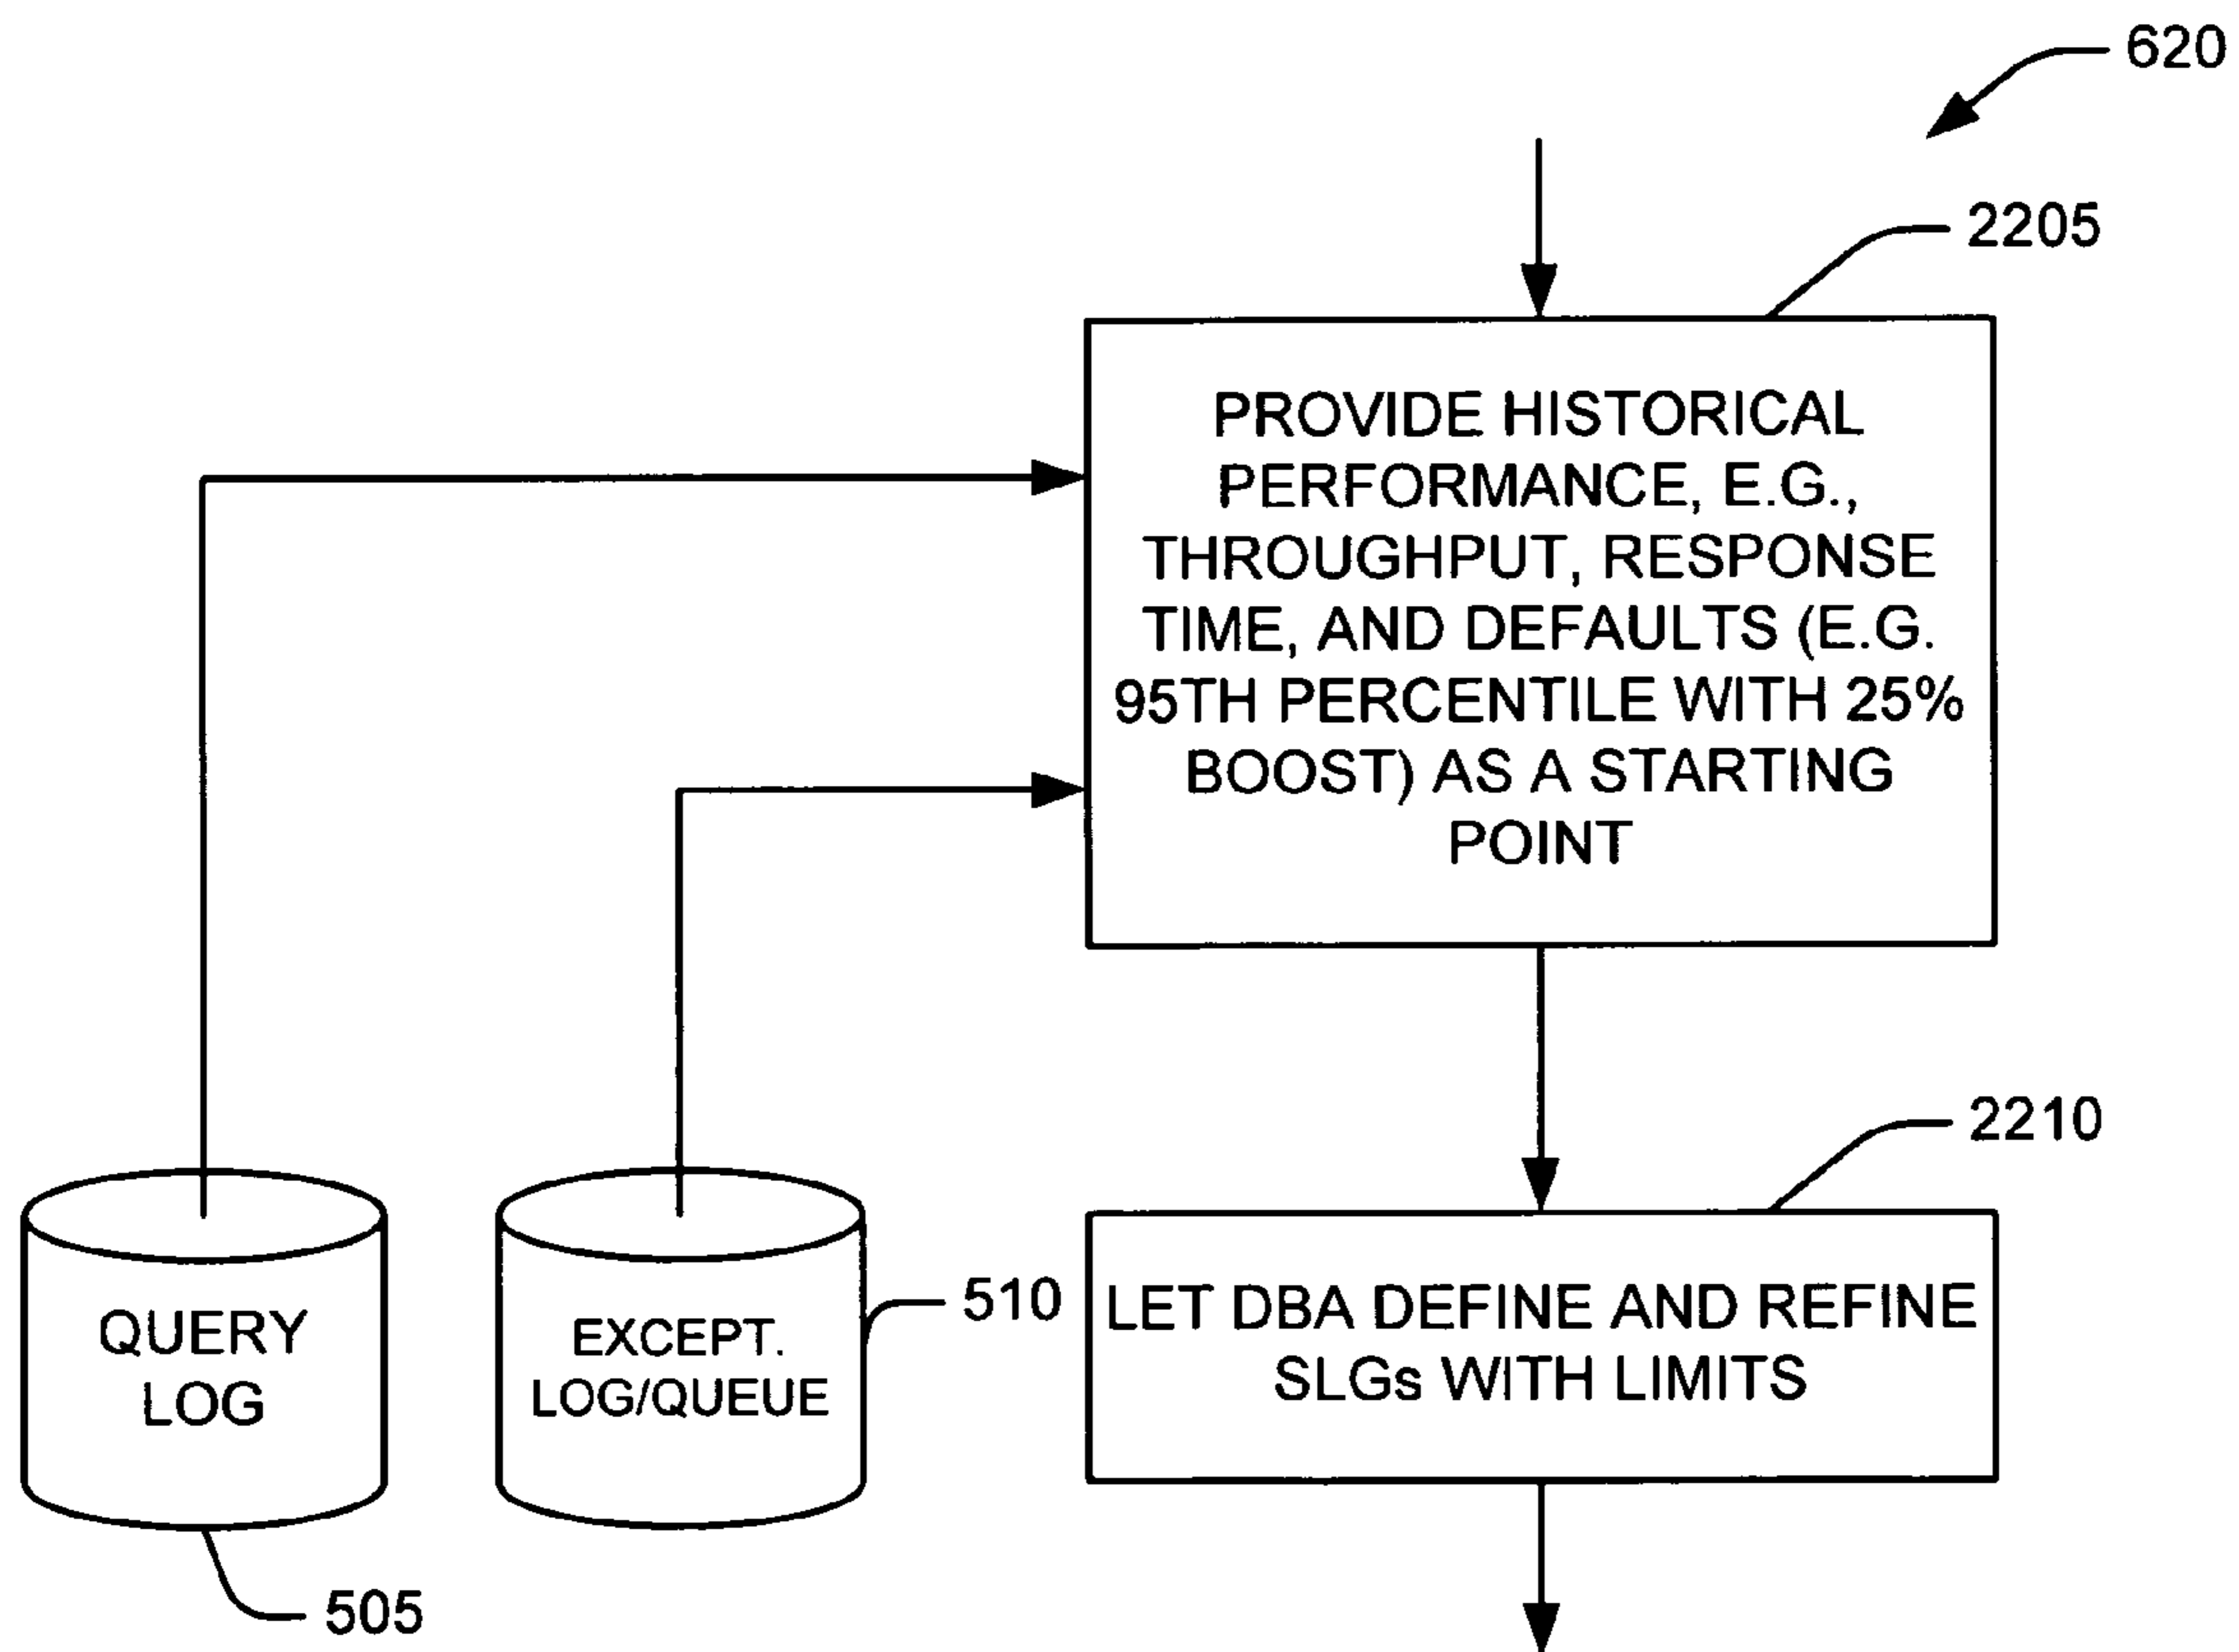 620
2205
PROVIDE HISTORICAL
PERFORMANCE, E.G.,
THROUGHPUT, RESPONSE
TIME, AND DEFAULTS (E.G.
95TH PERCENTILE WITH 25%
BOOST) AS A STARTING
POINT
2210
LET DBA DEFINE AND REFINE
SLGs WITH LIMITS
QUERY
LOG
505
EXCEPT.
LOG/QUEUE
510